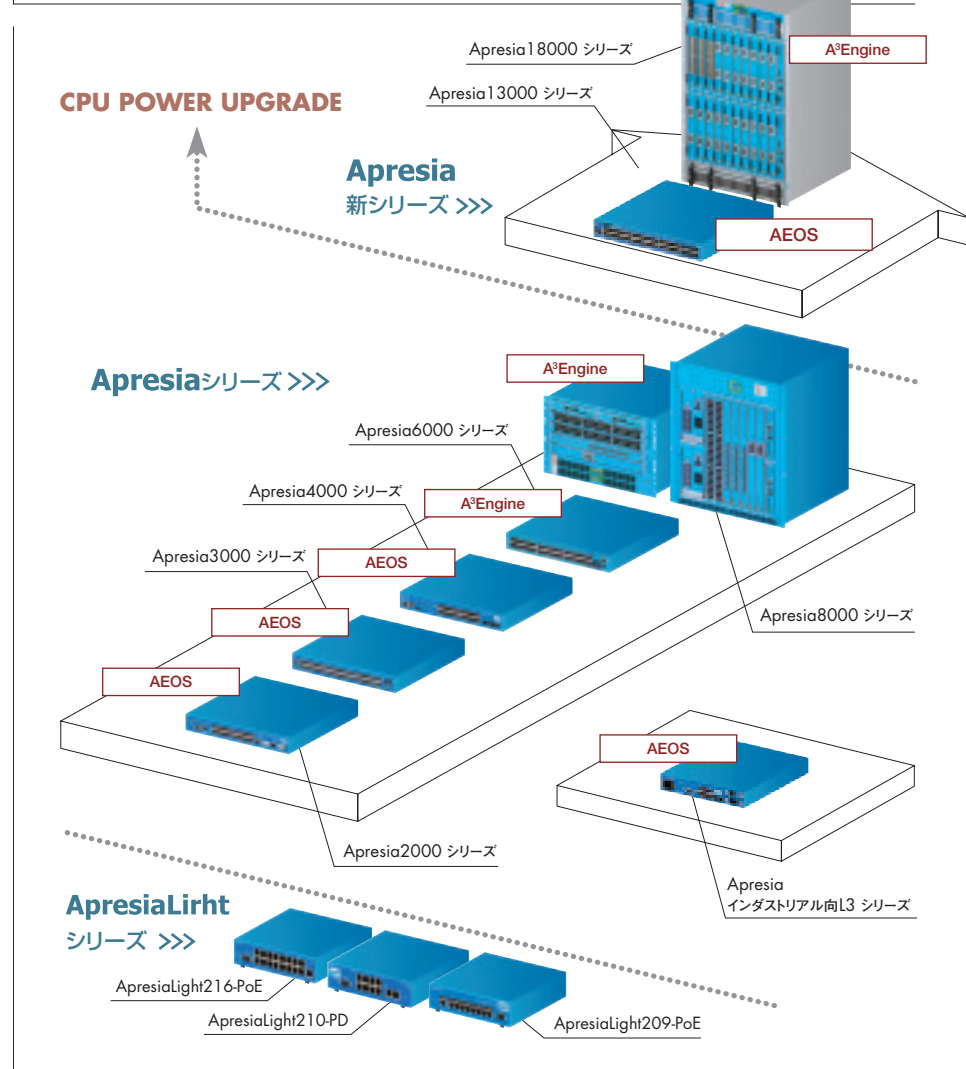 Apresia18000 シリーズ
A³Engine
Apresia13000 シリーズ
CPU POWER UPGRADE
Apresia
新シリーズ >>>
AEOS
Apresiaシリーズ >>>
A³Engine
Apresia6000 シリーズ
Apresia4000 シリーズ
A³Engine
Apresia3000 シリーズ
AEOS
AEOS
Apresia8000 シリーズ
AEOS
AEOS
Apresia2000 シリーズ
Apresia
インダストリアル向L3 シリーズ
ApresiaLirht
シリーズ >>>
ApresiaLight216-PoE
ApresiaLight210-PD
ApresiaLight209-PoE